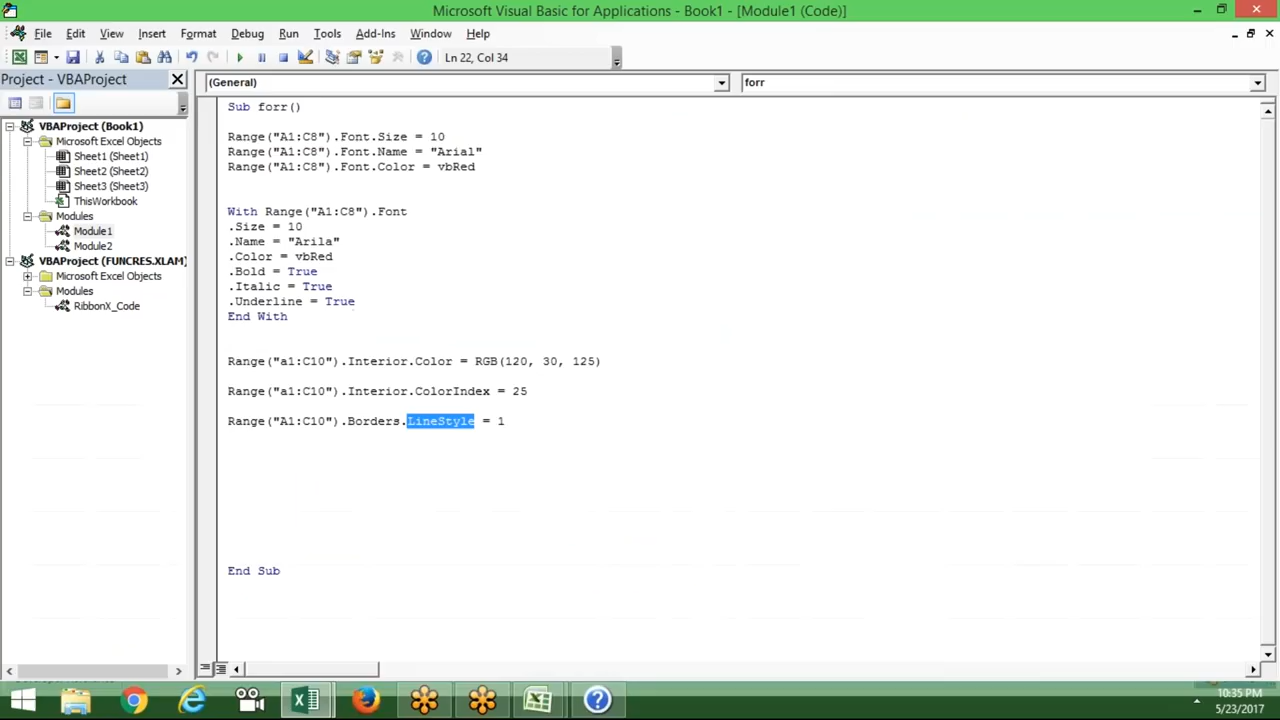 Microsoft Visual Basic for Applications - Book1 - [Module1 (Code)]
File Edit View Insert Format Debug Run Tools Add-Ins Window Help
Ln 22, Col 34
Project - VBAProject
(General)
forr
VBAProject (Book1)
Microsoft Excel Objects
Sheet1 (Sheet1)
Sheet2 (Sheet2)
Sheet3 (Sheet3)
ThisWorkbook
Modules
Module1
Module2
VBAProject (FUNCRES.XLAM)
Microsoft Excel Objects
Modules
RibbonX_Code
Sub forr()
Range("A1:C8").Font.Size = 10
Range("A1:C8").Font.Name = "Arial"
Range("A1:C8").Font.Color = vbRed
With Range("A1:C8").Font
.Size = 10
.Name = "Arila"
.Color = vbRed
.Bold = True
.Italic = True
.Underline = True
End With
Range("a1:C10").Interior.Color = RGB(120, 30, 125)
Range("a1:C10").Interior.ColorIndex = 25
Range("A1:C10").Borders.LineStyle = 1
End Sub
10:35 PM
5/23/2017